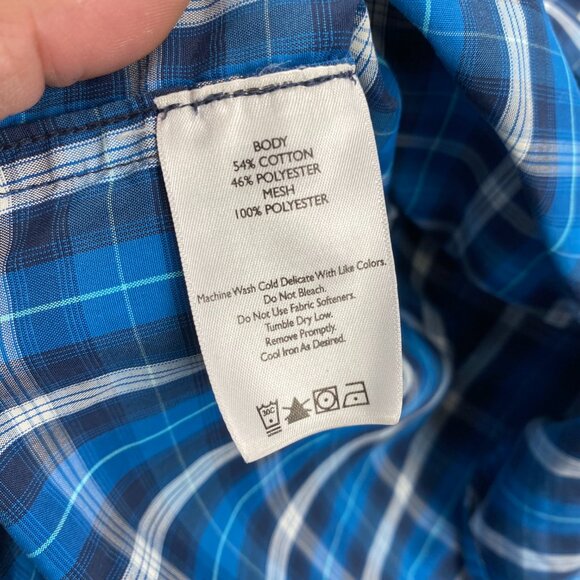 BODY
54% COTTON
46% POLYESTER
MESH
100% POLYESTER
Machine Wash Cold Delicate With Like Colors.
Do Not Bleach.
Do Not Use Fabric Softeners.
Tumble Dry Low.
Remove Promptly.
Cool Iron As Desired.
30C